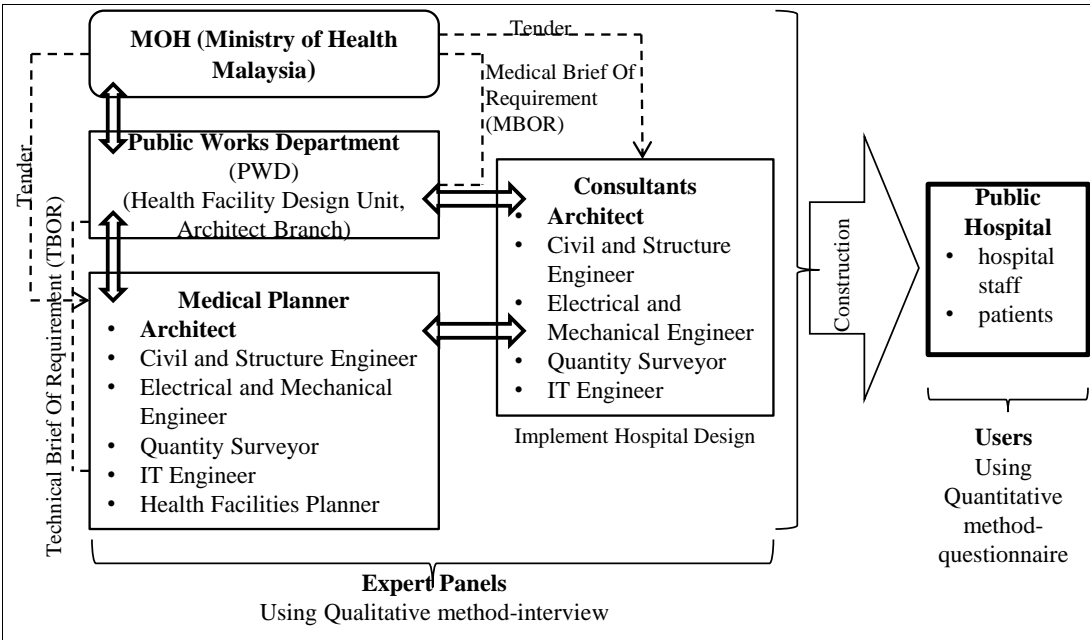 MOH (Ministry of Health
Malaysia)
Tender
Medical Brief Of
Requirement
(MBOR)
Tender
Public Works Department
(PWD)
(Health Facility Design Unit,
Architect Branch)
Technical Brief Of Requirement (TBOR)
Medical Planner
• Architect
• Civil and Structure Engineer
• Electrical and Mechanical
Engineer
• Quantity Surveyor
• IT Engineer
• Health Facilities Planner
Consultants
• Architect
• Civil and Structure
Engineer
• Electrical and
Mechanical Engineer
• Quantity Surveyor
• IT Engineer
Implement Hospital Design
Construction
Public
Hospital
• hospital
staff
• patients
Users
Using
Quantitative
method-
questionnaire
Expert Panels
Using Qualitative method-interview